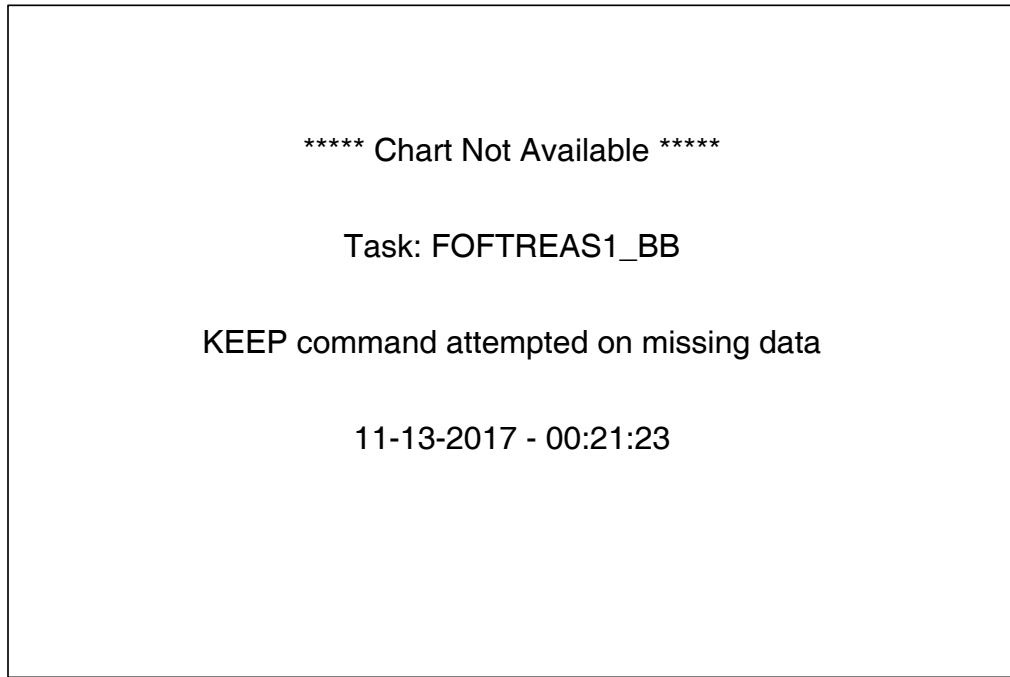 ***** Chart Not Available *****
Task: FOFTREAS1_BB
KEEP command attempted on missing data
11-13-2017 - 00:21:23